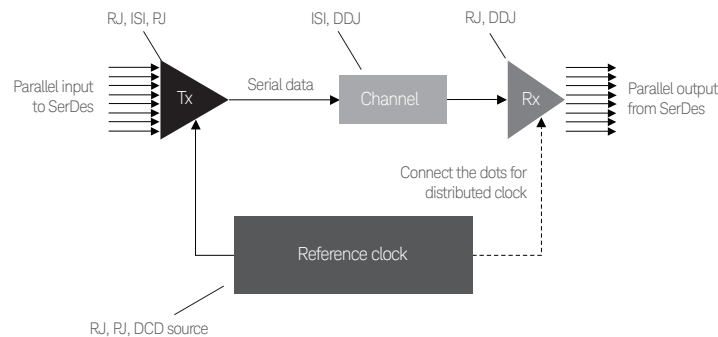 RJ, ISI, PJ
ISI, DDJ
RJ, DDJ
Parallel input
to SerDes
Tx
Serial data
Channel
Rx
Parallel output
from SerDes
Connect the dots for
distributed clock
Reference clock
RJ, PJ, DCD source